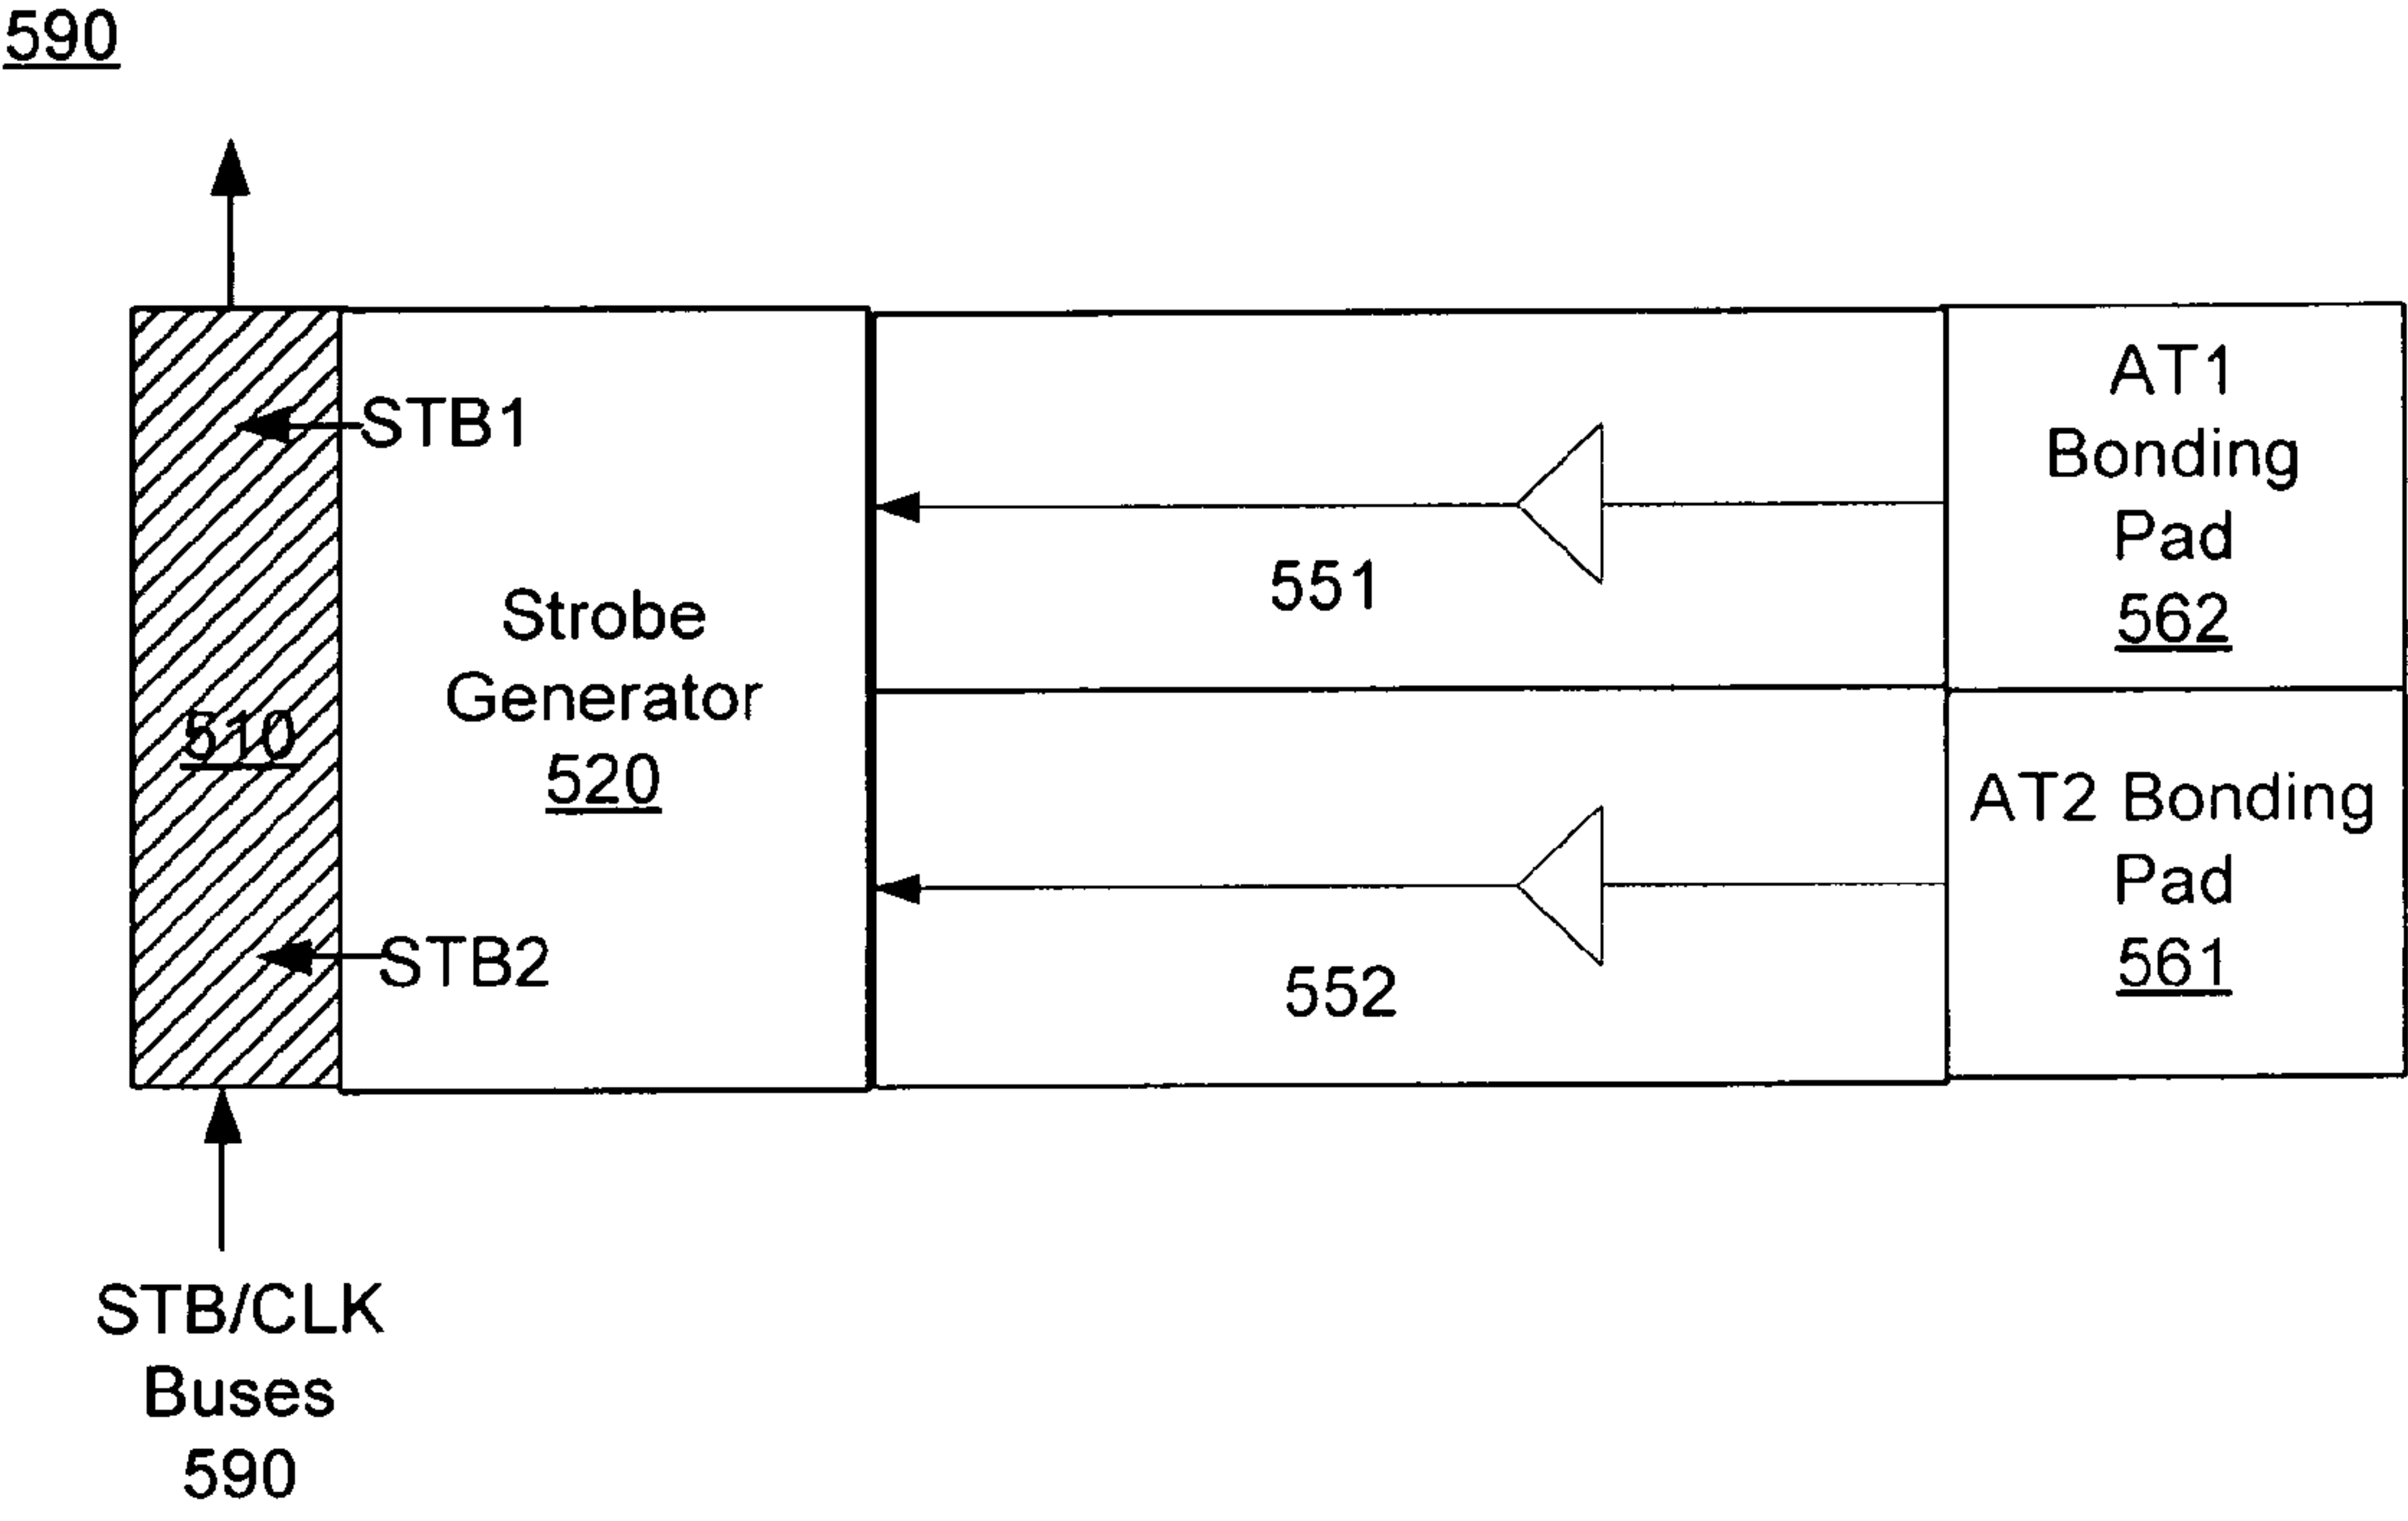 590
STB1
Strobe
Generator
520
510
STB2
551
552
AT1
Bonding
Pad
562
AT2 Bonding
Pad
561
STB/CLK
Buses
590